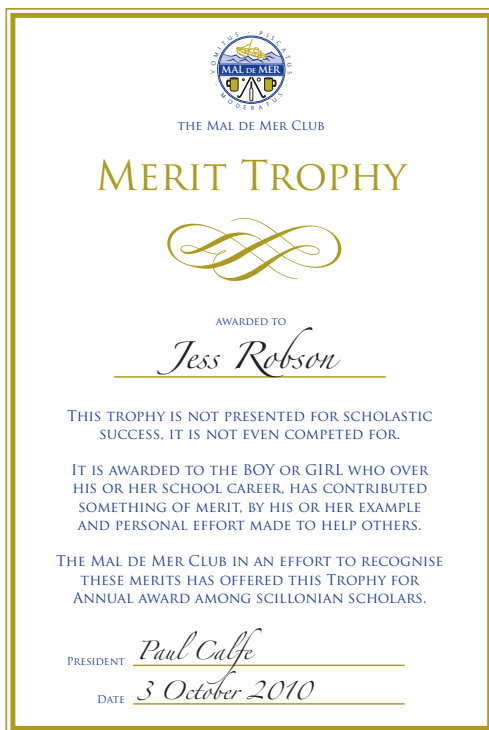 VOMITUS · PISCATUS · MODERATUS
MAL DE MER
THE MAL DE MER CLUB
MERIT TROPHY
AWARDED TO
Jess Robson
THIS TROPHY IS NOT PRESENTED FOR SCHOLASTIC
SUCCESS, IT IS NOT EVEN COMPETED FOR.
IT IS AWARDED TO THE BOY OR GIRL WHO OVER
HIS OR HER SCHOOL CAREER, HAS CONTRIBUTED
SOMETHING OF MERIT, BY HIS OR HER EXAMPLE
AND PERSONAL EFFORT MADE TO HELP OTHERS.
THE MAL DE MER CLUB IN AN EFFORT TO RECOGNISE
THESE MERITS HAS OFFERED THIS TROPHY FOR
ANNUAL AWARD AMONG SCILLONIAN SCHOLARS.
PRESIDENT Paul Calfe
DATE 3 October 2010